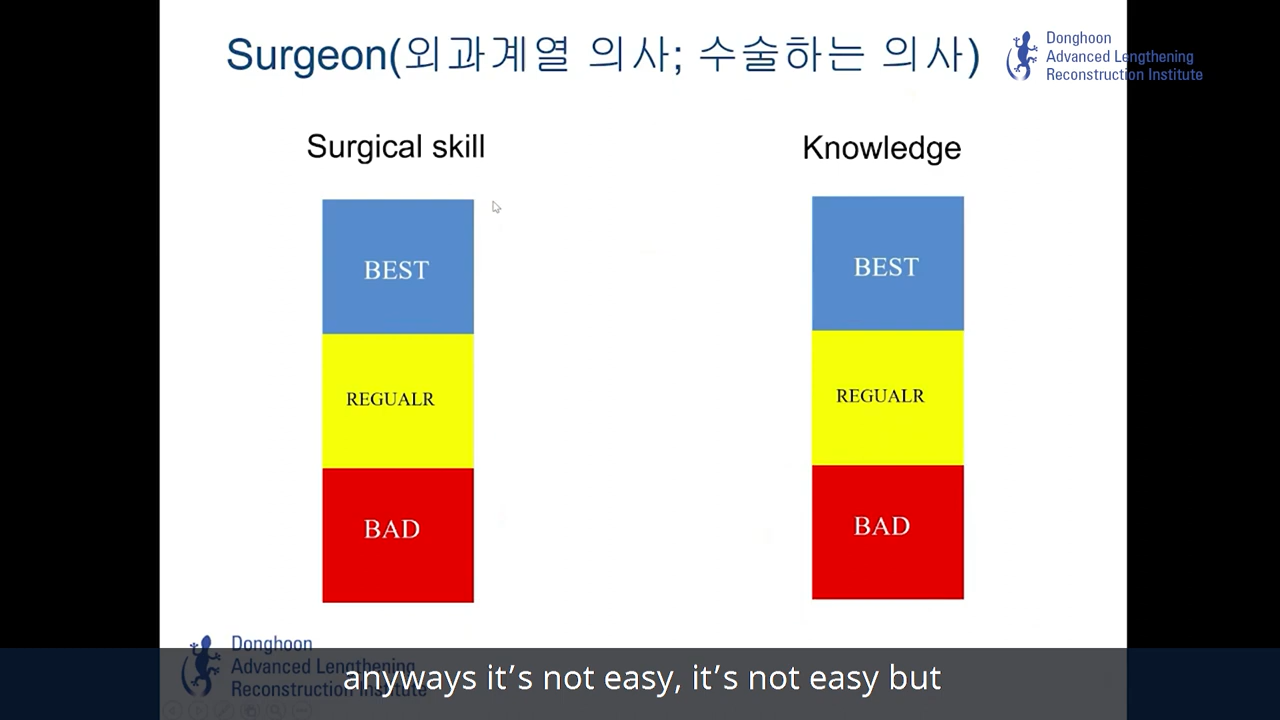 Surgeon(외과계열 의사; 수술하는 의사)
Donghoon
Advanced Lengthening
Reconstruction Institute
Surgical skill
Knowledge
BEST
BEST
REGUALR
REGUALR
BAD
BAD
Donghoon
Advanced Lengthening
Reconstruction Institute
anyways it’s not easy, it’s not easy but